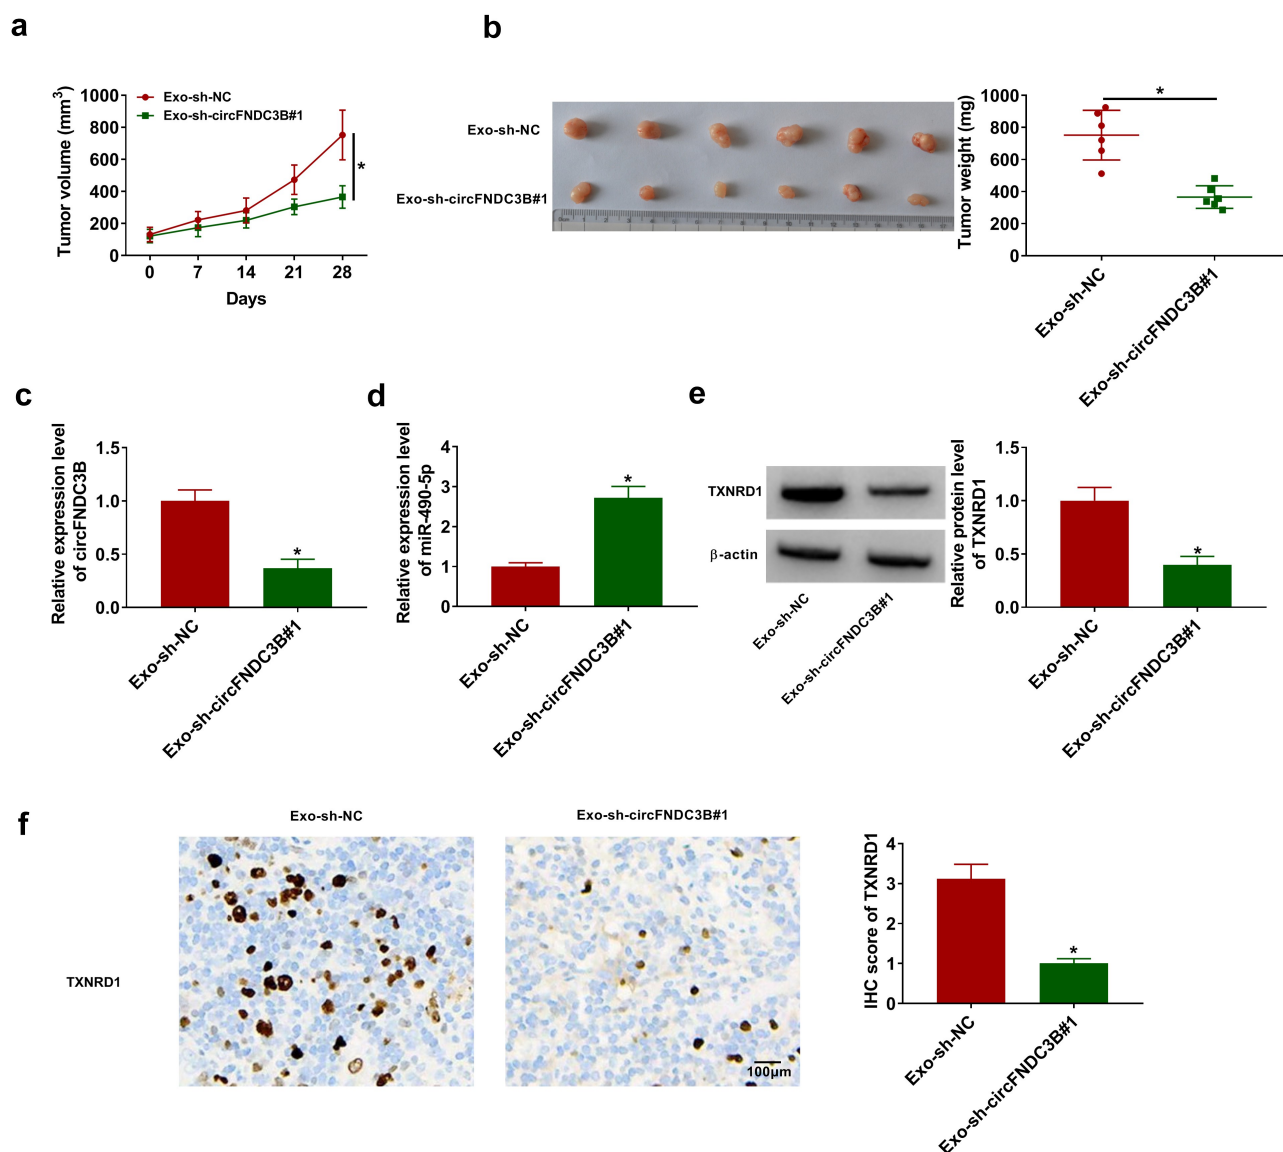 a
Tumor volume (mm³)
1000
800
600
400
200
0
Exo-sh-NC
Exo-sh-circFNDC3B#1
*
0 7 14 21 28
Days
b
Exo-sh-NC
Exo-sh-circFNDC3B#1
Tumor weight (mg)
1000
800
600
400
200
0
*
Exo-sh-NC
Exo-sh-circFNDC3B#1
c
Relative expression level
of circFNDC3B
1.5
1.0
0.5
0.0
*
Exo-sh-NC
Exo-sh-circFNDC3B#1
d
Relative expression level
of miR-490-5p
4
3
2
1
0
*
Exo-sh-NC
Exo-sh-circFNDC3B#1
e
TXNRD1
β-actin
Exo-sh-NC
Exo-sh-circFNDC3B#1
Relative protein level
of TXNRD1
1.5
1.0
0.5
0.0
*
Exo-sh-NC
Exo-sh-circFNDC3B#1
f
Exo-sh-NC
Exo-sh-circFNDC3B#1
TXNRD1
100μm
IHC score of TXNRD1
4
3
2
1
0
*
Exo-sh-NC
Exo-sh-circFNDC3B#1